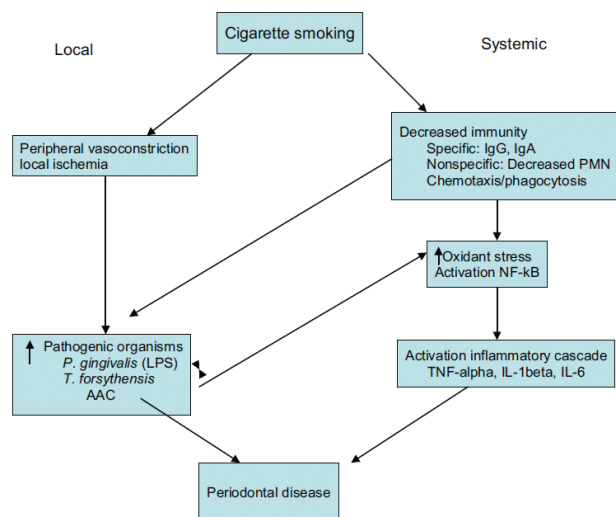 Cigarette smoking
Local
Systemic
Peripheral vasoconstriction
local ischemia
Decreased immunity
Specific: IgG, IgA
Nonspecific: Decreased PMN
Chemotaxis/phagocytosis
Oxidant stress
Activation NF-kB
Pathogenic organisms
P. gingivalis (LPS)
T. forsythensis
AAC
Activation inflammatory cascade
TNF-alpha, IL-1beta, IL-6
Periodontal disease